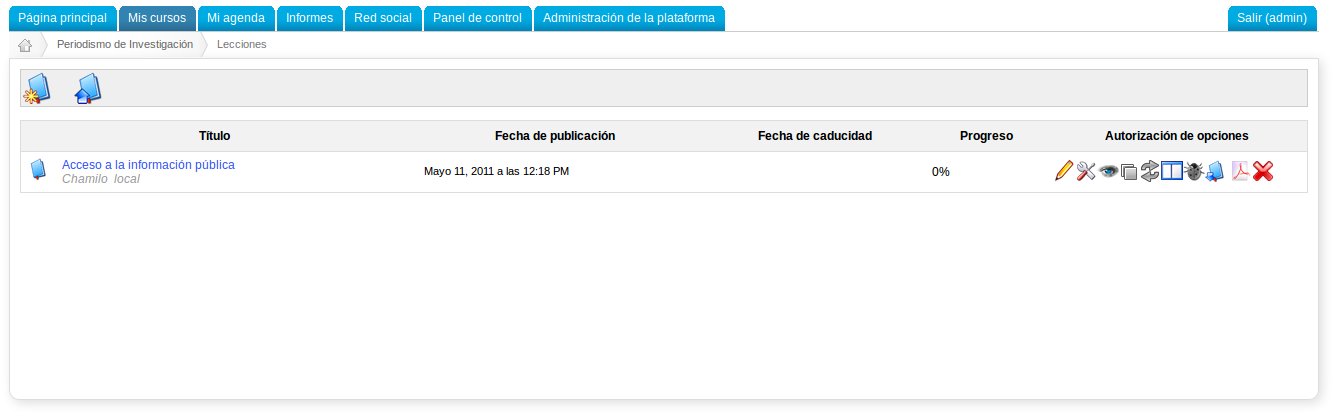 Página principal Mis cursos Mi agenda Informes Red social Panel de control Administración de la plataforma Salir (admin)
Periodismo de Investigación Lecciones
Título Fecha de publicación Fecha de caducidad Progreso Autorización de opciones
Acceso a la información pública
Chamilo local
Mayo 11, 2011 a las 12:18 PM 0%